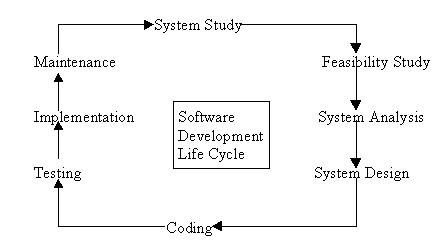 System Study
Maintenance
Feasibility Study
Implementation
Software
Development
Life Cycle
System Analysis
Testing
System Design
Coding